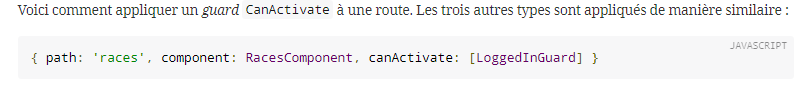 Voici comment appliquer un guard CanActivate à une route. Les trois autres types sont appliqués de manière similaire :
JAVASCRIPT
{ path: 'races', component: RacesComponent, canActivate: [LoggedInGuard] }